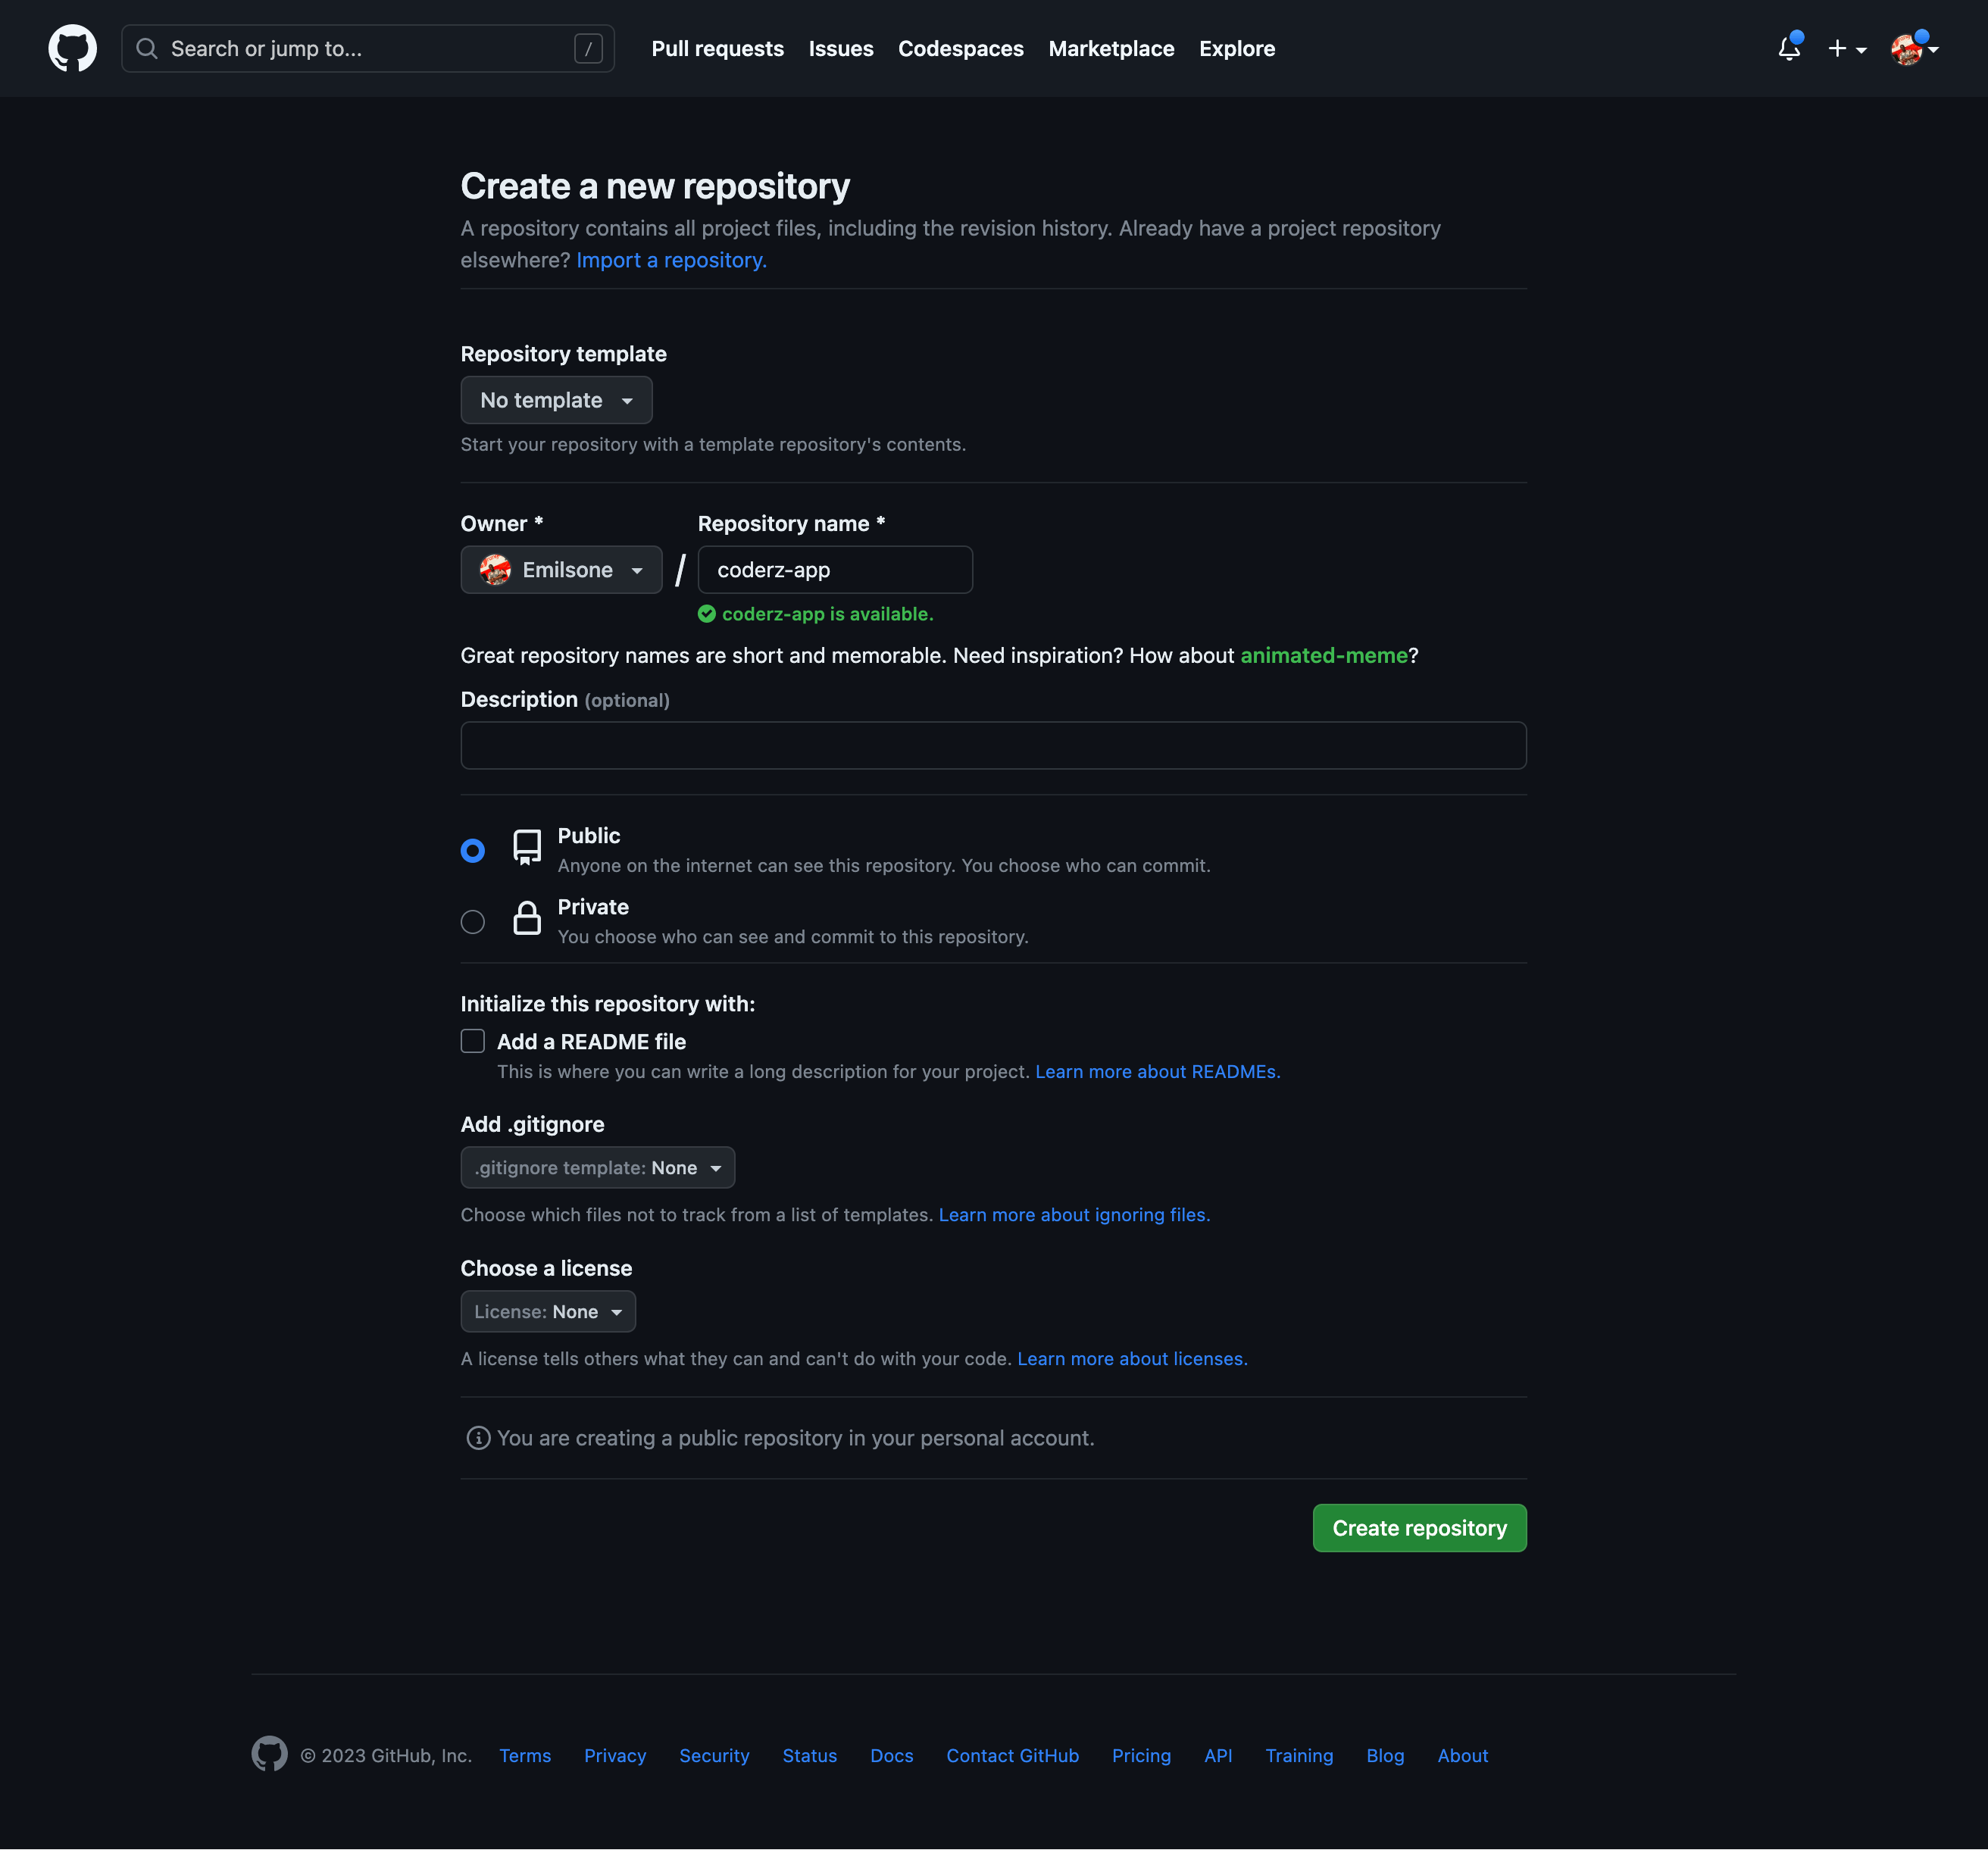 Search or jump to... /
Pull requests Issues Codespaces Marketplace Explore
Create a new repository
A repository contains all project files, including the revision history. Already have a project repository
elsewhere? Import a repository.
Repository template
No template
Start your repository with a template repository's contents.
Owner * Repository name *
Emilsone / coderz-app
coderz-app is available.
Great repository names are short and memorable. Need inspiration? How about animated-meme?
Description (optional)
Public
Anyone on the internet can see this repository. You choose who can commit.
Private
You choose who can see and commit to this repository.
Initialize this repository with:
Add a README file
This is where you can write a long description for your project. Learn more about READMEs.
Add .gitignore
.gitignore template: None
Choose which files not to track from a list of templates. Learn more about ignoring files.
Choose a license
License: None
A license tells others what they can and can't do with your code. Learn more about licenses.
You are creating a public repository in your personal account.
Create repository
© 2023 GitHub, Inc. Terms Privacy Security Status Docs Contact GitHub Pricing API Training Blog About